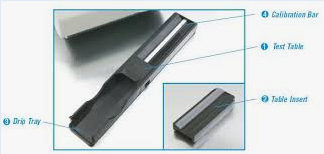 ❹ Calibration Bar
❶ Test Table
❷ Table Insert
❸ Drip Tray